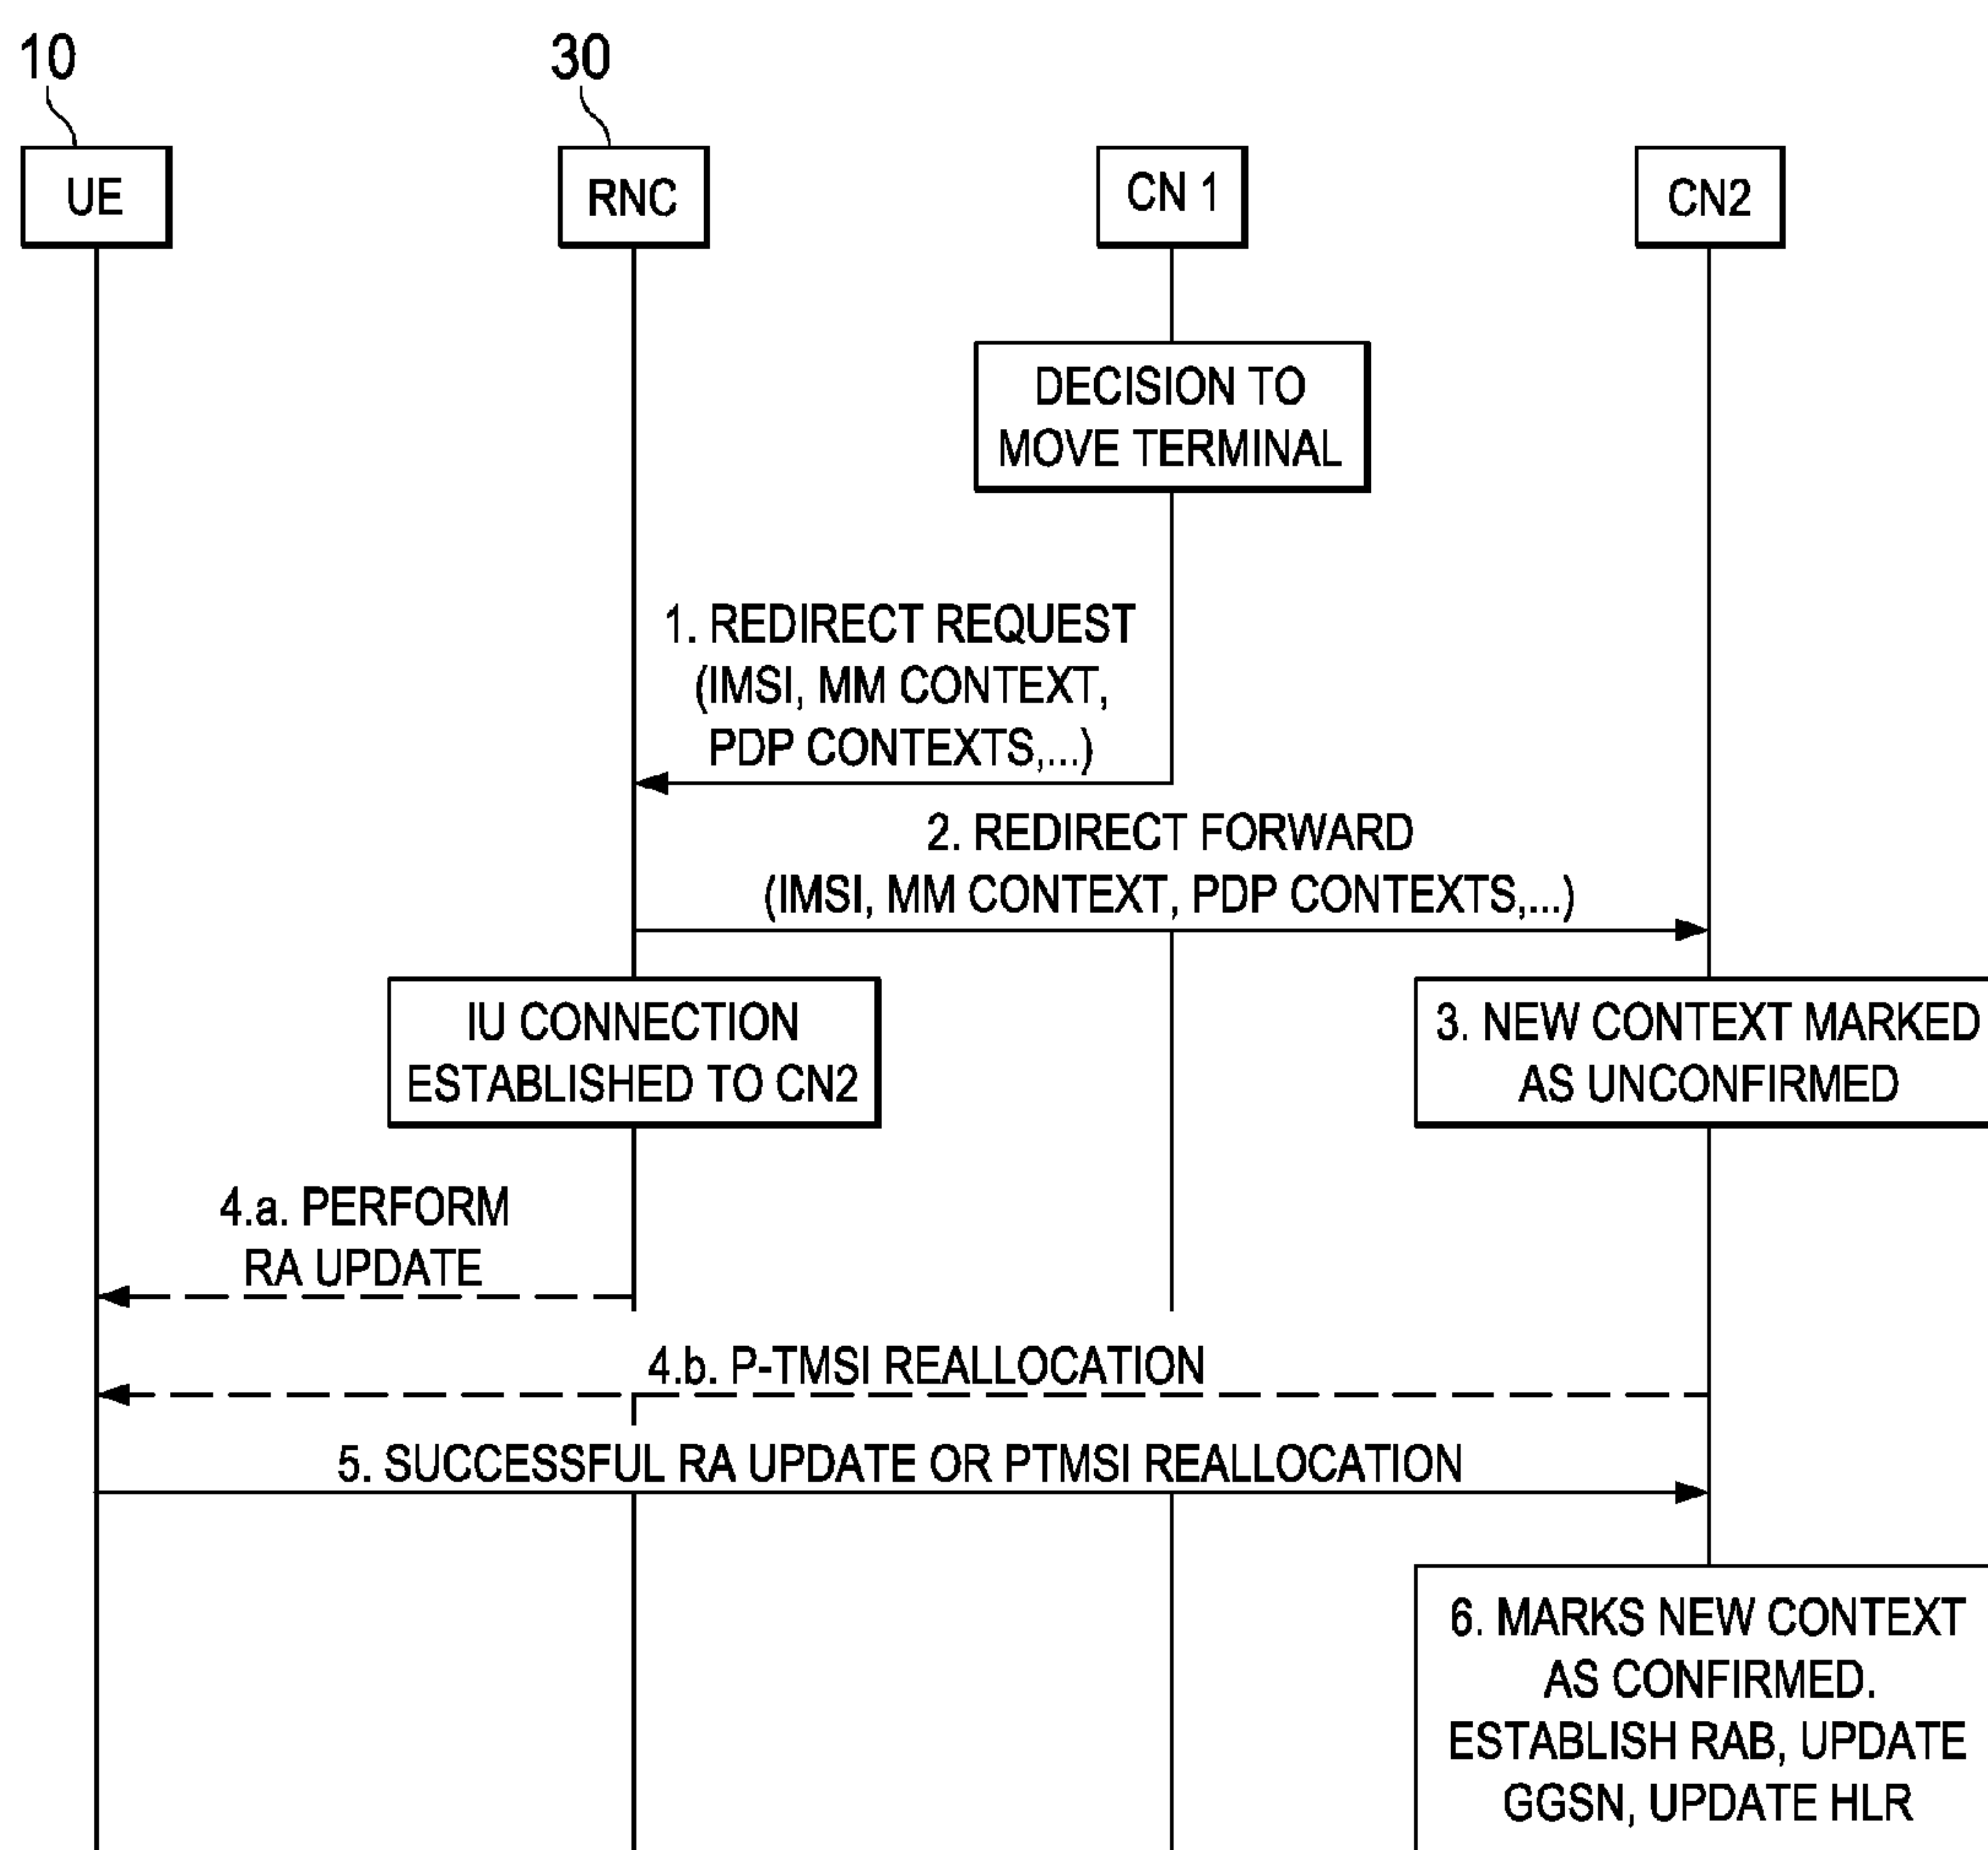 10
30
UE
RNC
CN 1
CN2
DECISION TO
MOVE TERMINAL
1. REDIRECT REQUEST
(IMSI, MM CONTEXT,
PDP CONTEXTS,...)
2. REDIRECT FORWARD
(IMSI, MM CONTEXT, PDP CONTEXTS,...)
IU CONNECTION
ESTABLISHED TO CN2
3. NEW CONTEXT MARKED
AS UNCONFIRMED
4.a. PERFORM
RA UPDATE
4.b. P-TMSI REALLOCATION
5. SUCCESSFUL RA UPDATE OR PTMSI REALLOCATION
6. MARKS NEW CONTEXT
AS CONFIRMED.
ESTABLISH RAB, UPDATE
GGSN, UPDATE HLR